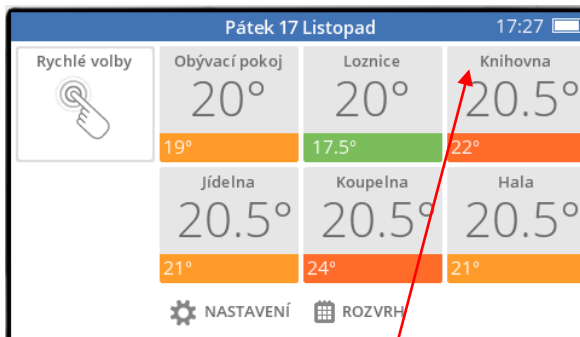 Pátek 17 Listopad 17:27
Rychlé volby
Obývací pokoj
20°
19°
Loznice
20°
17.5°
Knihovna
20.5°
22°
Jídelna
20.5°
21°
Koupelna
20.5°
24°
Hala
20.5°
21°
NASTAVENÍ
ROZVRH